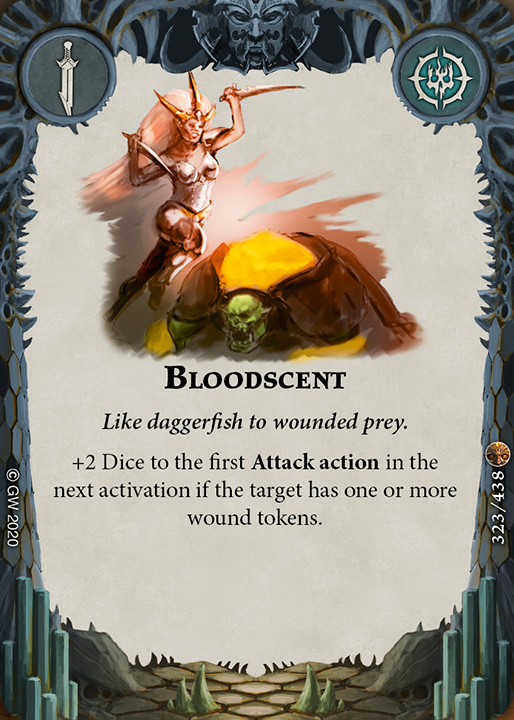 BLOODSCENT
Like daggerfish to wounded prey.
+2 Dice to the first Attack action in the
next activation if the target has one or more
wound tokens.
© GW 2020
323/438